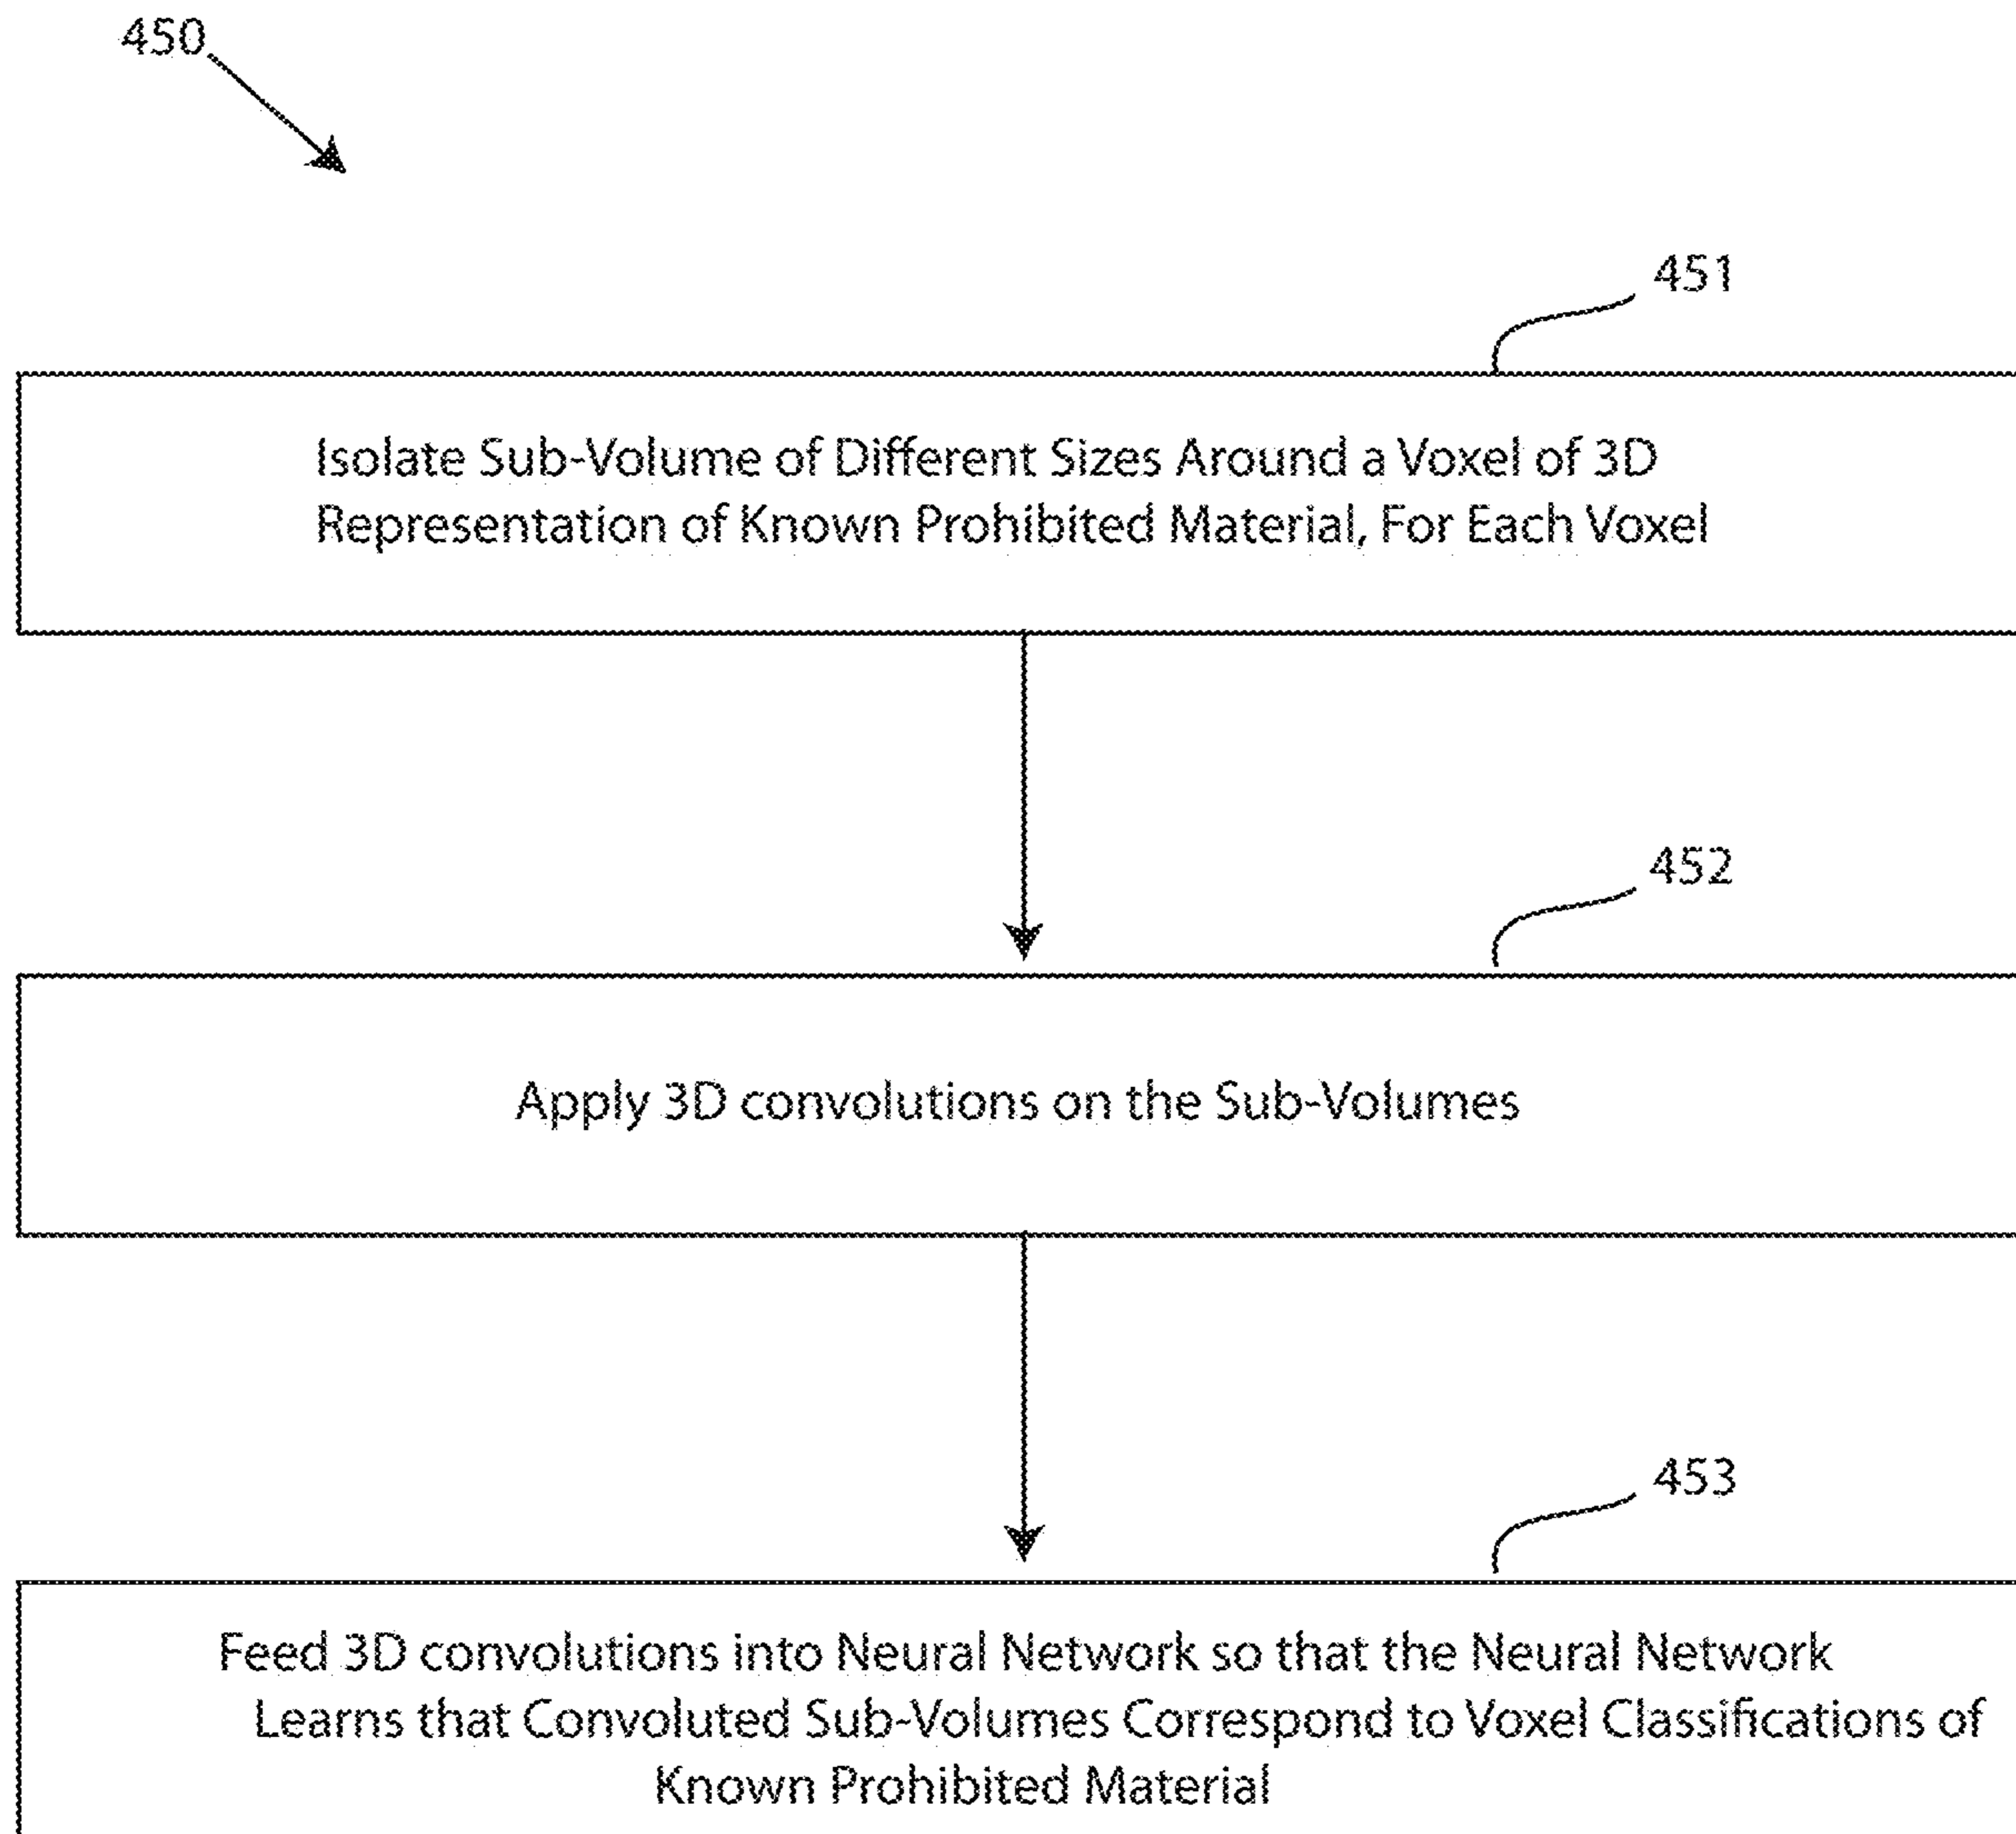 450
451
Isolate Sub-Volume of Different Sizes Around a Voxel of 3D
Representation of Known Prohibited Material, For Each Voxel
452
Apply 3D convolutions on the Sub-Volumes
453
Feed 3D convolutions into Neural Network so that the Neural Network
Learns that Convoluted Sub-Volumes Correspond to Voxel Classifications of
Known Prohibited Material